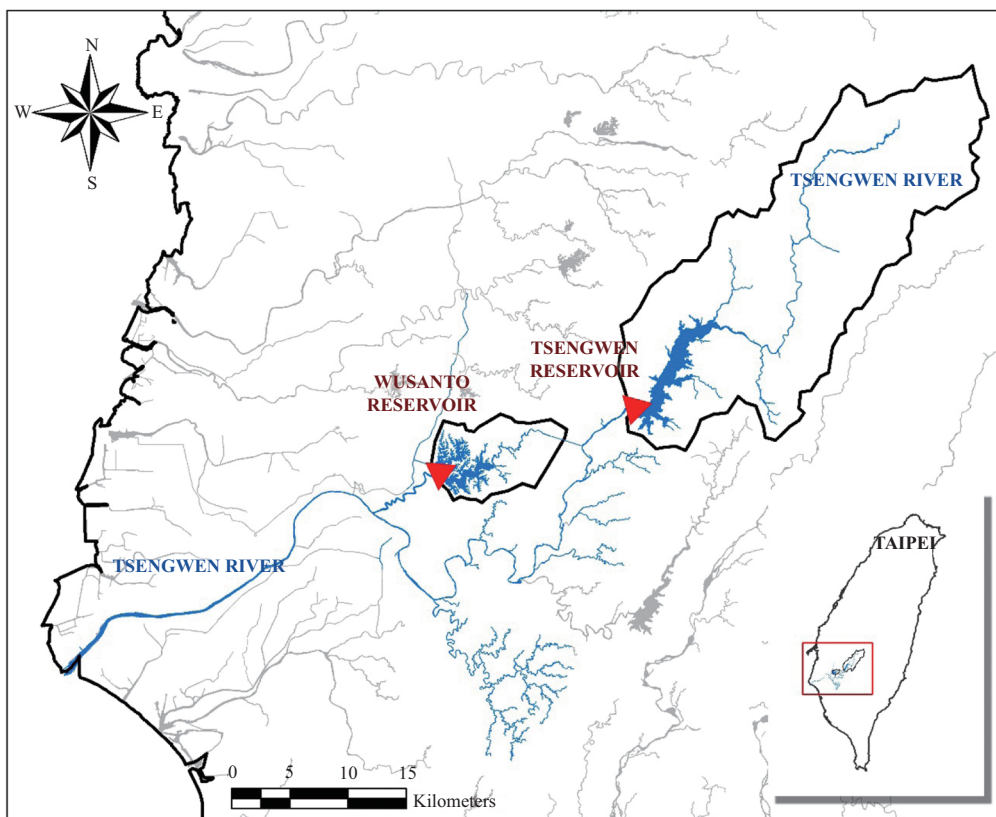 N
W
E
S
TSENGWEN RIVER
TSENGWEN
RESERVOIR
WUSANTO
RESERVOIR
TSENGWEN RIVER
TAIPEI
0 5 10 15
Kilometers